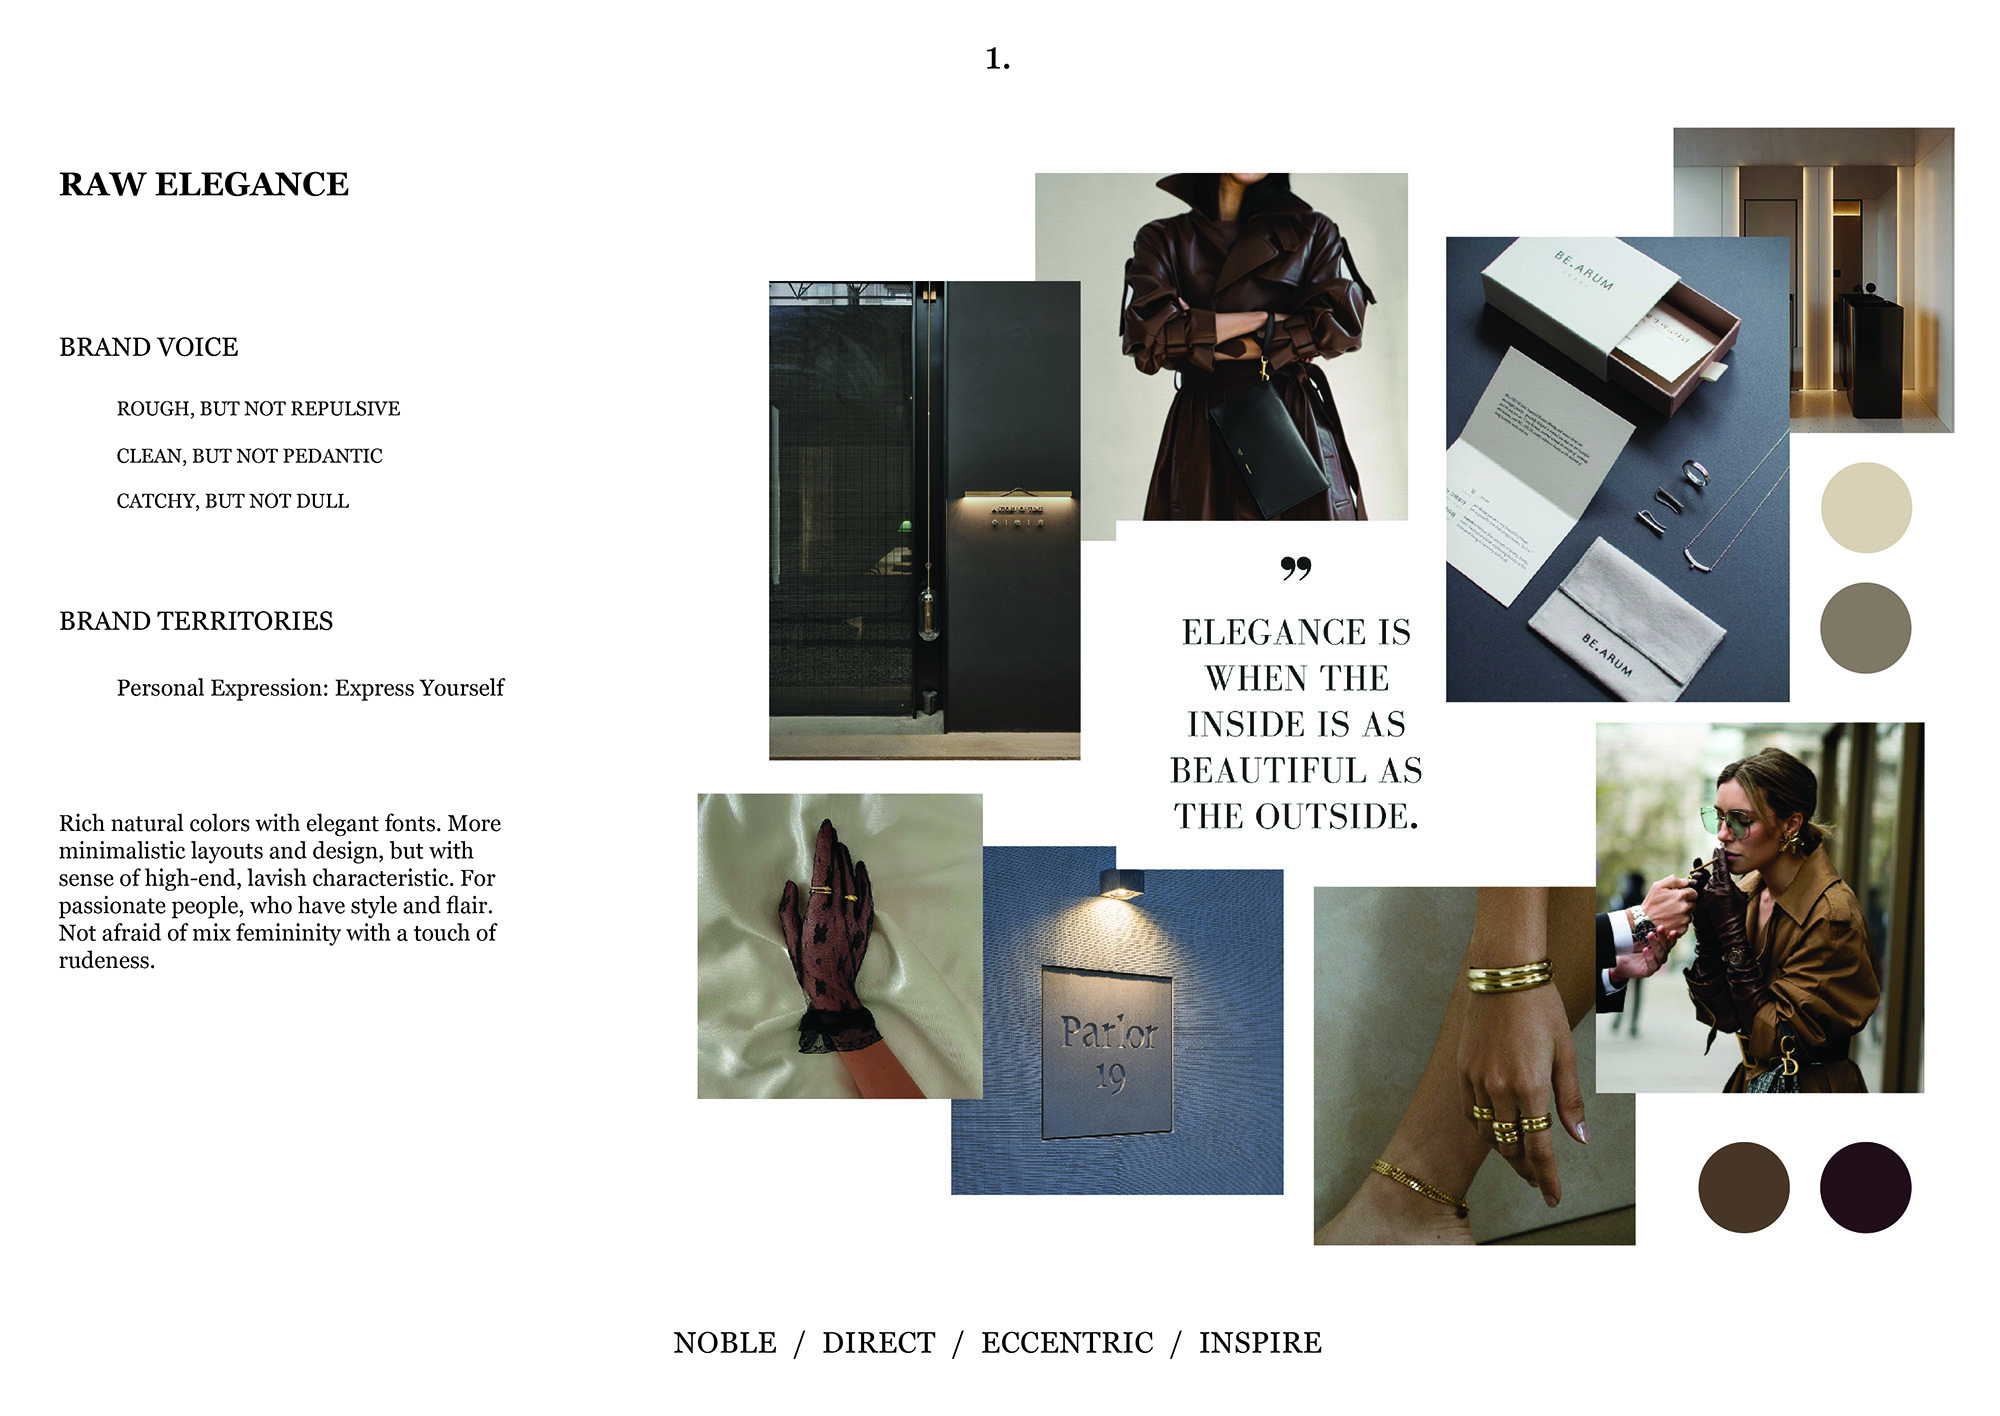 1.
RAW ELEGANCE
BRAND VOICE
ROUGH, BUT NOT REPULSIVE
CLEAN, BUT NOT PEDANTIC
CATCHY, BUT NOT DULL
BRAND TERRITORIES
Personal Expression: Express Yourself
Rich natural colors with elegant fonts. More
minimalistic layouts and design, but with
sense of high-end, lavish characteristic. For
passionate people, who have style and flair.
Not afraid of mix femininity with a touch of
rudeness.
BE.ARUM
”
ELEGANCE IS
WHEN THE
INSIDE IS AS
BEAUTIFUL AS
THE OUTSIDE.
BE.ARUM
Parlor
19
CD
NOBLE / DIRECT / ECCENTRIC / INSPIRE